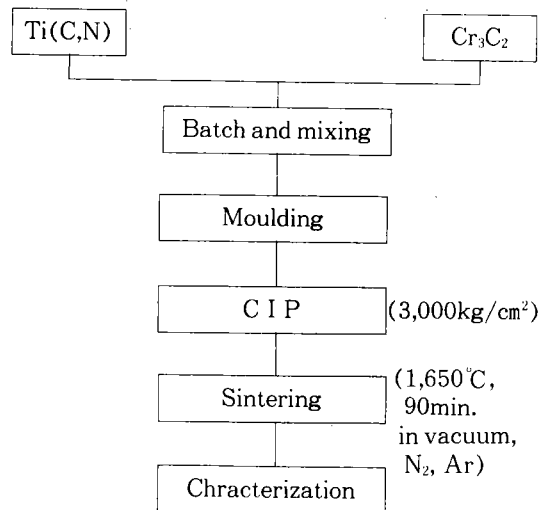 Ti(C,N)
Cr₃C₂
Batch and mixing
Moulding
C I P
(3,000kg/cm²)
Sintering
(1,650℃,
90min.
in vacuum,
N₂, Ar)
Chracterization